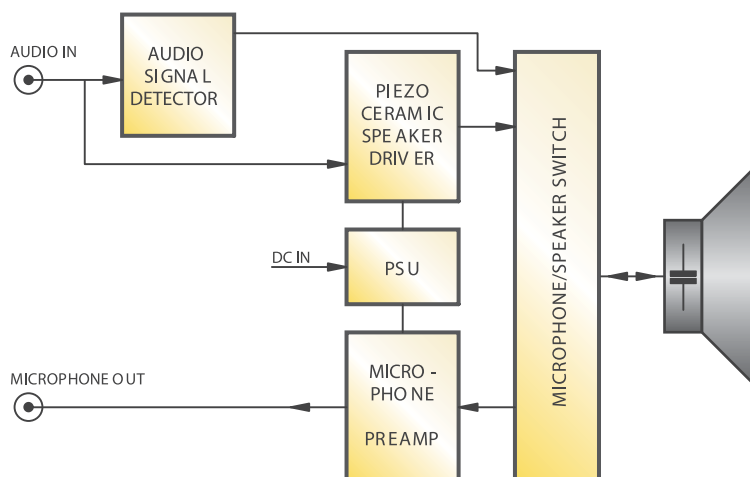 AUDIO IN
AUDIO
SIGNAL
DETECTOR
PIEZO
CERAMIC
SPEAKER
DRIVER
MICROPHONE/SPEAKER SWITCH
DC IN
PSU
MICROPHONE OUT
MICRO -
PHONE
PREAMP